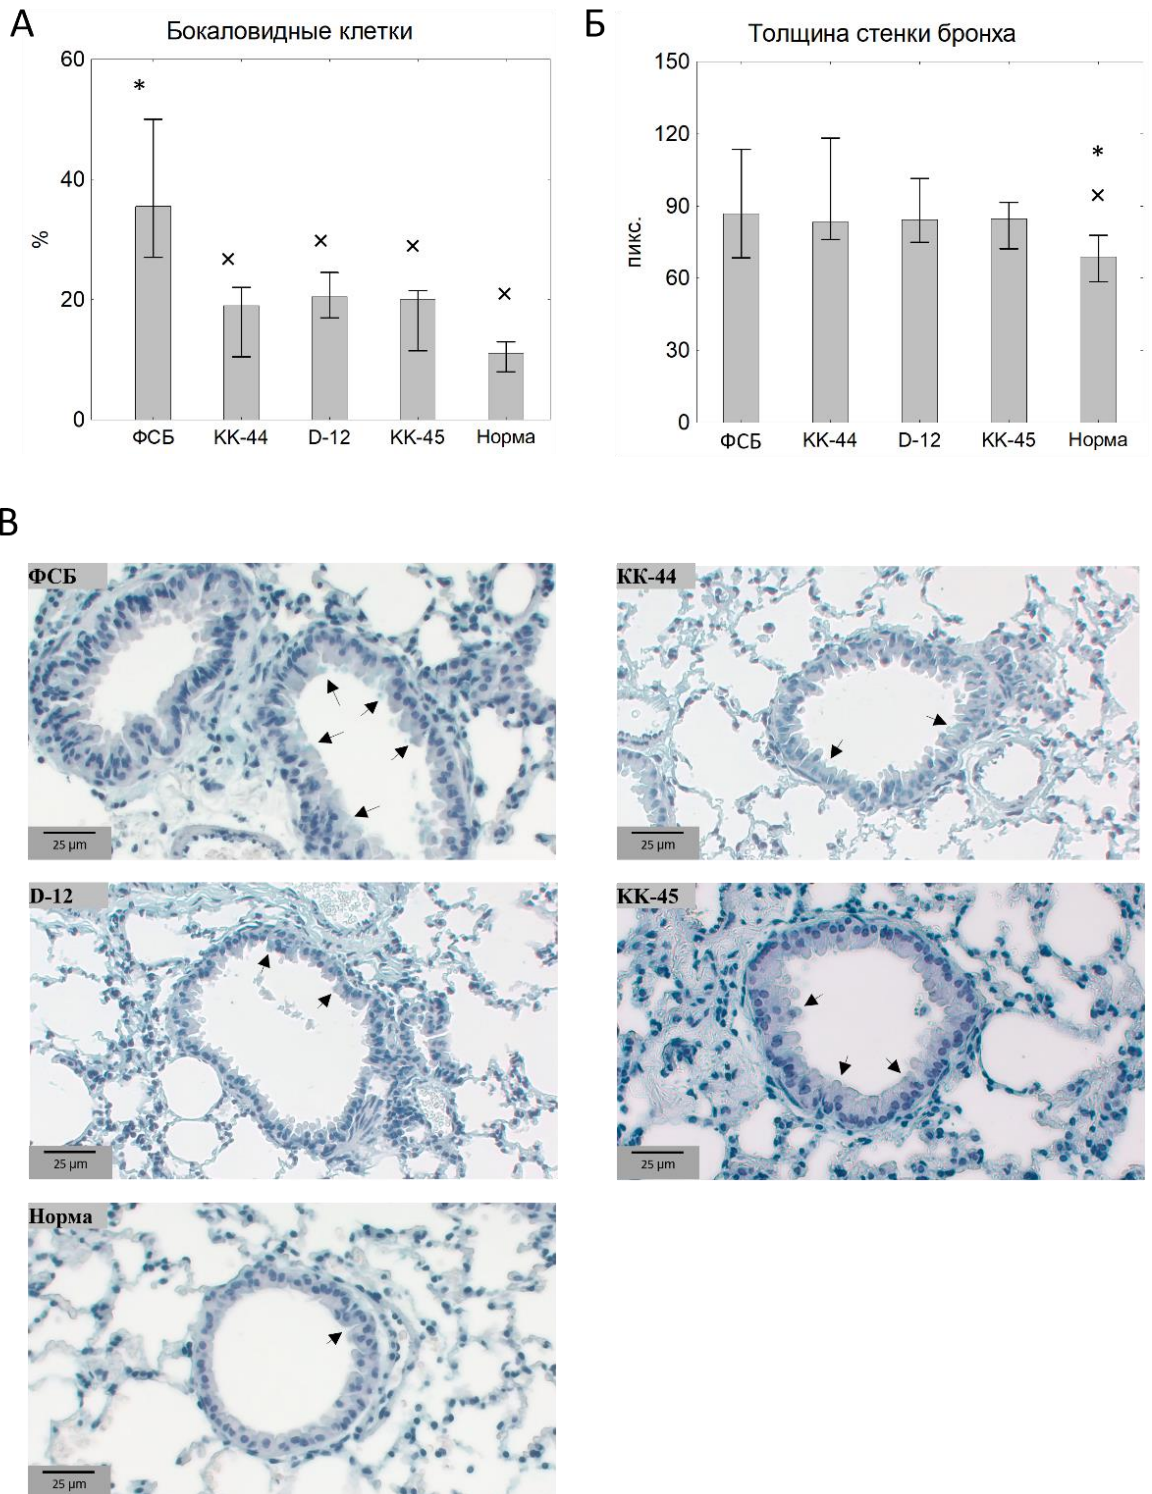 А
Бокаловидные клетки
60
40
20
0
%
*
×
×
×
×
ФСБ КК-44 D-12 КК-45 Норма
Б
Толщина стенки бронха
150
120
90
60
30
0
пикс.
*
×
ФСБ КК-44 D-12 КК-45 Норма
В
ФСБ
25 µm
КК-44
25 µm
D-12
25 µm
КК-45
25 µm
Норма
25 µm